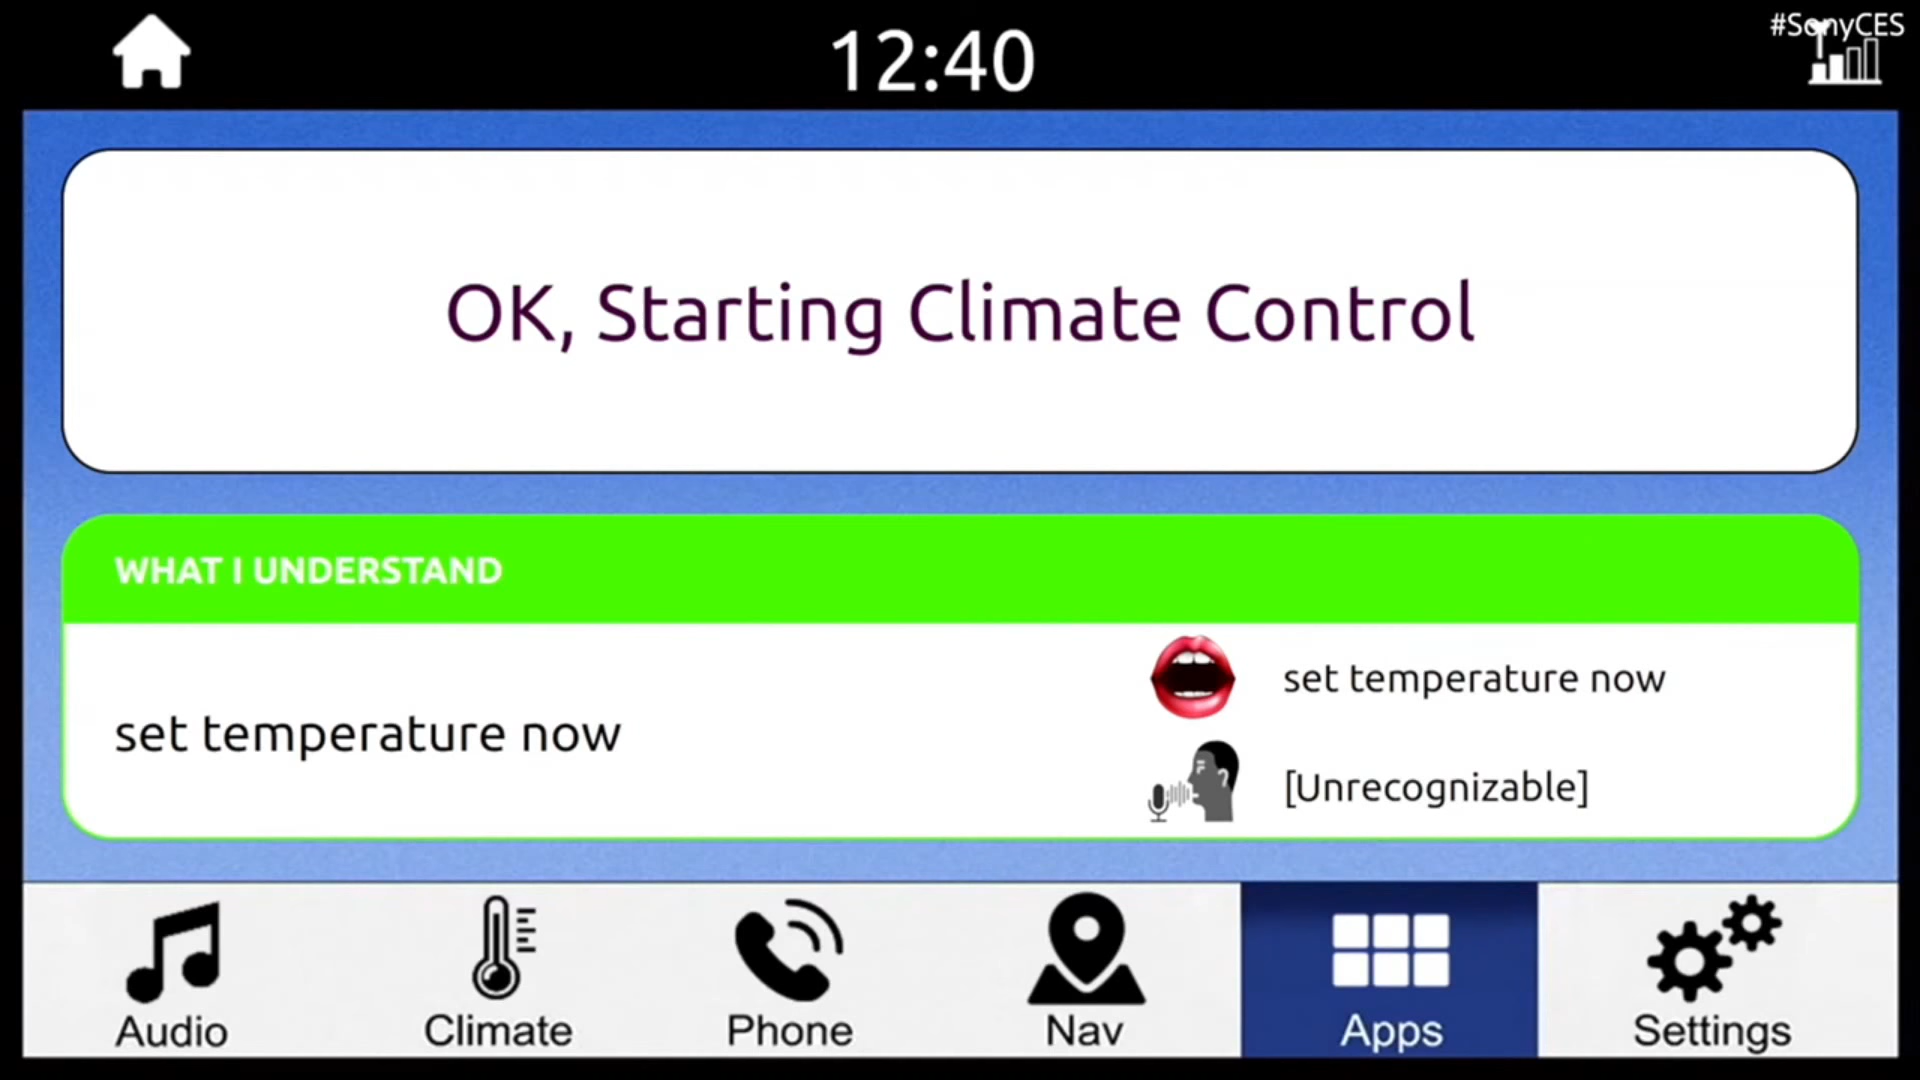 #SonyCES
12:40
OK, Starting Climate Control
WHAT I UNDERSTAND
set temperature now
set temperature now
[Unrecognizable]
Audio
Climate
Phone
Nav
Apps
Settings